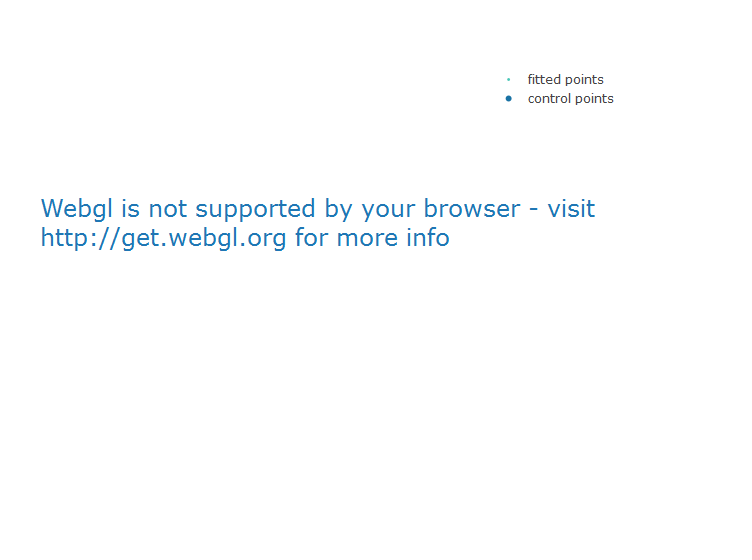 fitted points
control points
Webgl is not supported by your browser - visit
http://get.webgl.org for more info